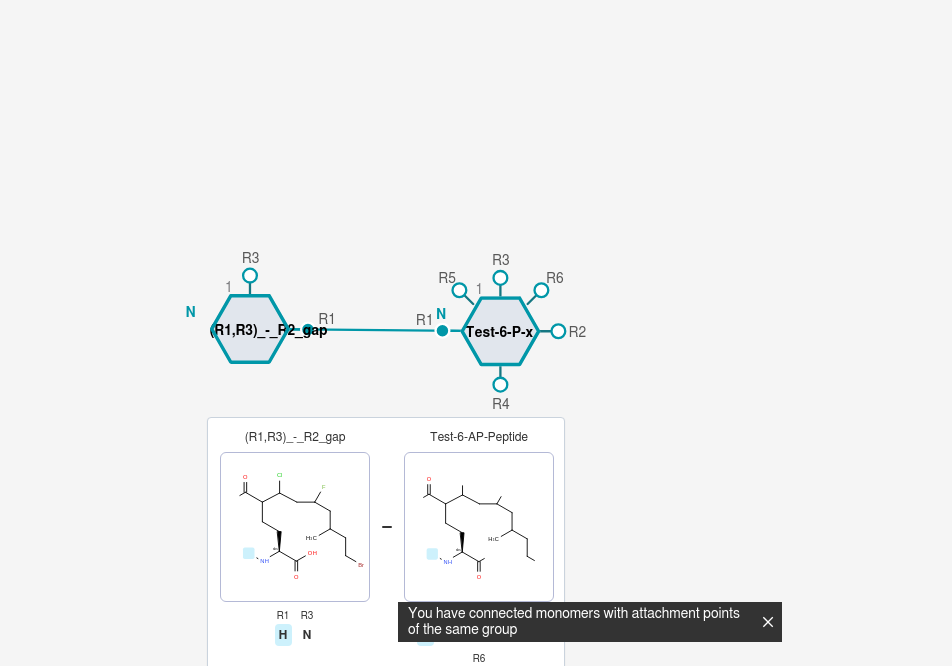 R3
1
N
(R1,R3)_-_R2_gap
R1
R3
R5
R6
1
N
R1
Test-6-P-x
R2
R4
(R1,R3)_-_R2_gap
Test-6-AP-Peptide
O
Cl
F
H₃C
OH
NH
O
Br
O
H₃C
NH
O
R1 R3
H N
You have connected monomers with attachment points
of the same group
R6